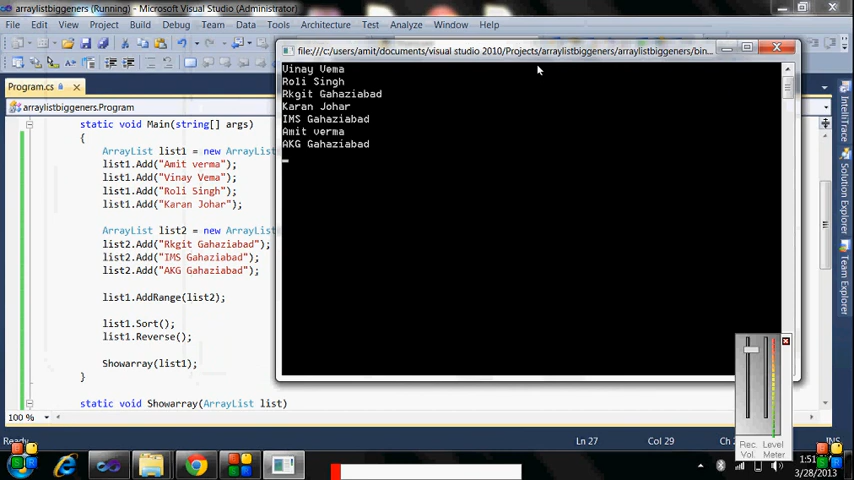 arraylistbiggeners (Running) - Microsoft Visual Studio (Administrator)
File Edit View Project Build Debug Team Data Tools Architecture Test Analyze Window Help
file:///c:/users/amit/documents/visual studio 2010/Projects/arraylistbiggeners/arraylistbiggeners/bin...
Vinay Vema
Roli Singh
Rkgit Gahaziabad
Karan Johar
IMS Gahaziabad
Amit verma
AKG Gahaziabad
Program.cs
arraylistbiggeners.Program
static void Main(string[] args)
{
ArrayList list1 = new ArrayList
list1.Add("Amit verma");
list1.Add("Vinay Vema");
list1.Add("Roli Singh");
list1.Add("Karan Johar");
ArrayList list2 = new ArrayList
list2.Add("Rkgit Gahaziabad");
list2.Add("IMS Gahaziabad");
list2.Add("AKG Gahaziabad");
list1.AddRange(list2);
list1.Sort();
list1.Reverse();
Showarray(list1);
}
static void Showarray(ArrayList list)
100 %
IntelliTrace
Solution Explorer
Team Explorer
Rec. Vol.
Level Meter
Ready
Ln 27
Col 29
INS
S R
S R
3/28/2013